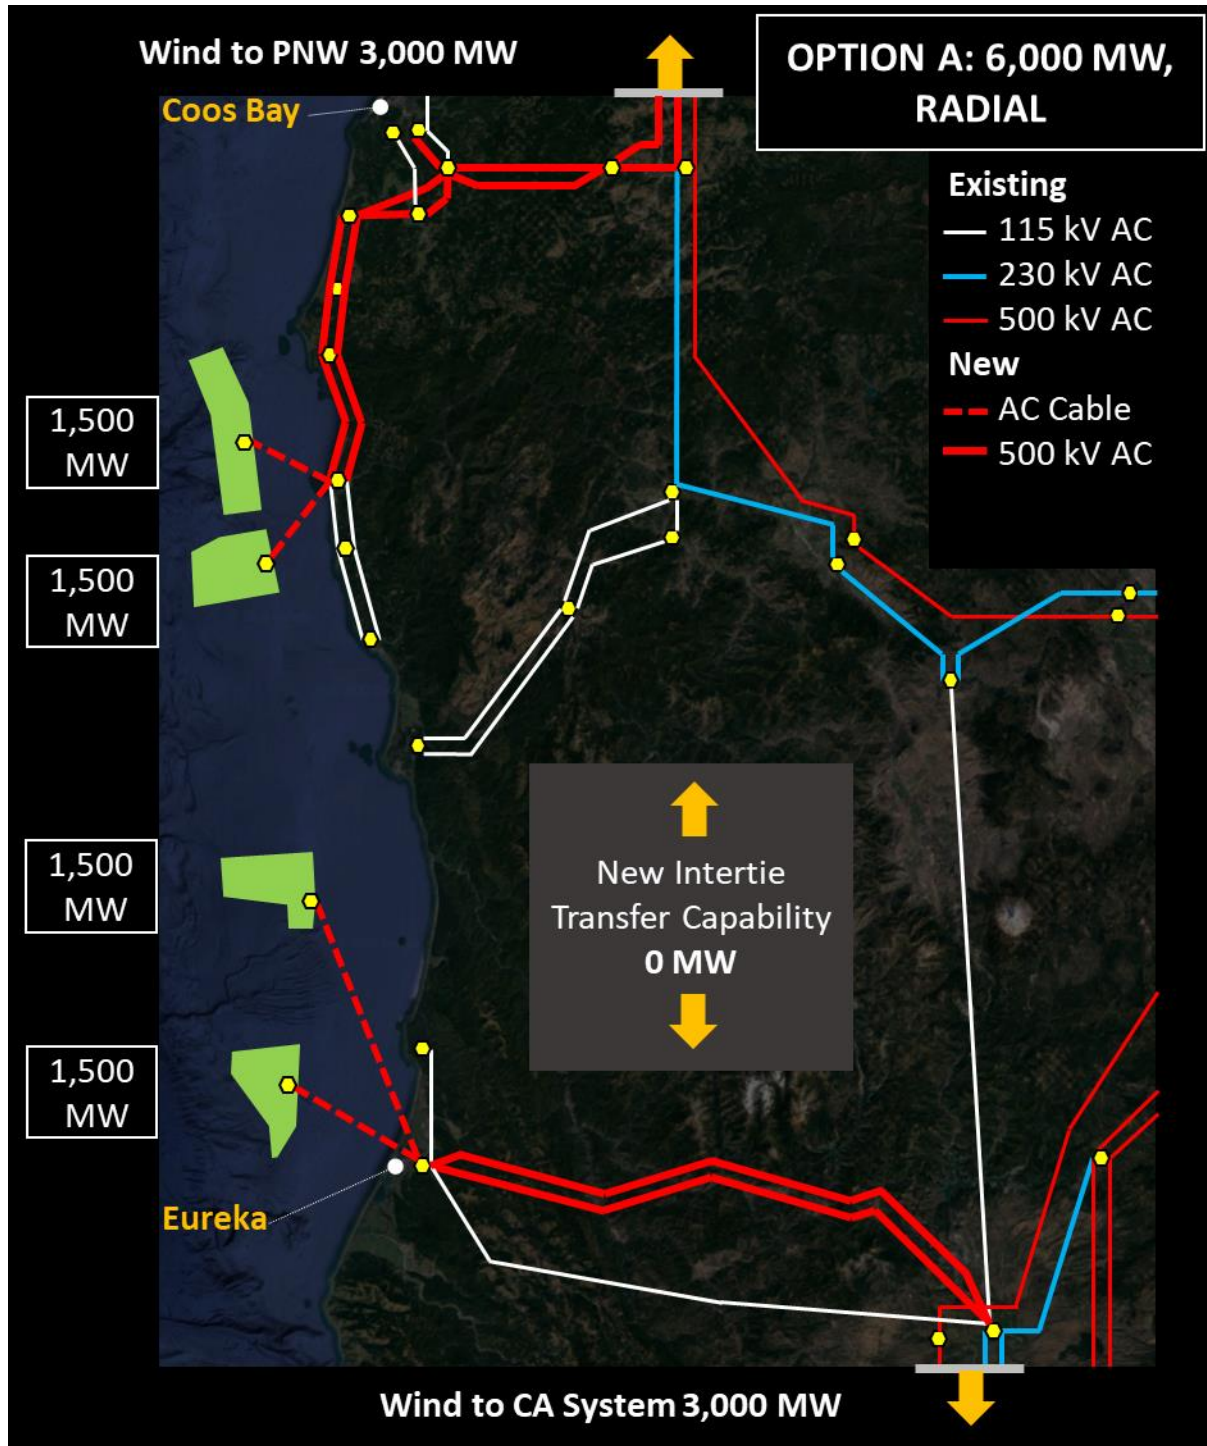 Wind to PNW 3,000 MW
OPTION A: 6,000 MW,
RADIAL
Coos Bay
Existing
115 kV AC
230 kV AC
500 kV AC
New
AC Cable
500 kV AC
1,500
MW
1,500
MW
1,500
MW
New Intertie
Transfer Capability
0 MW
1,500
MW
Eureka
Wind to CA System 3,000 MW